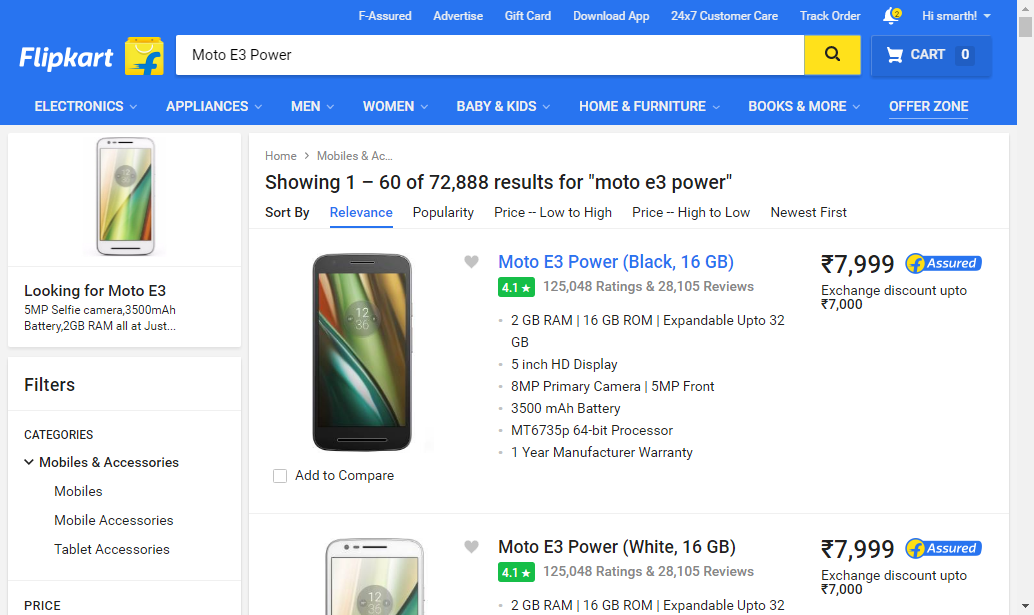 F-Assured Advertise Gift Card Download App 24x7 Customer Care Track Order 2 Hi smarth!
Flipkart Moto E3 Power CART 0
ELECTRONICS APPLIANCES MEN WOMEN BABY & KIDS HOME & FURNITURE BOOKS & MORE OFFER ZONE
Looking for Moto E3
5MP Selfie camera,3500mAh
Battery,2GB RAM all at Just...
Filters
CATEGORIES
Mobiles & Accessories
Mobiles
Mobile Accessories
Tablet Accessories
PRICE
Home > Mobiles & Ac...
Showing 1 – 60 of 72,888 results for "moto e3 power"
Sort By Relevance Popularity Price -- Low to High Price -- High to Low Newest First
12
36
Add to Compare
Moto E3 Power (Black, 16 GB)
4.1 ★ 125,048 Ratings & 28,105 Reviews
2 GB RAM | 16 GB ROM | Expandable Upto 32
GB
5 inch HD Display
8MP Primary Camera | 5MP Front
3500 mAh Battery
MT6735p 64-bit Processor
1 Year Manufacturer Warranty
₹7,999 Assured
Exchange discount upto
₹7,000
12
36
Moto E3 Power (White, 16 GB)
4.1 ★ 125,048 Ratings & 28,105 Reviews
2 GB RAM | 16 GB ROM | Expandable Upto 32
₹7,999 Assured
Exchange discount upto
₹7,000